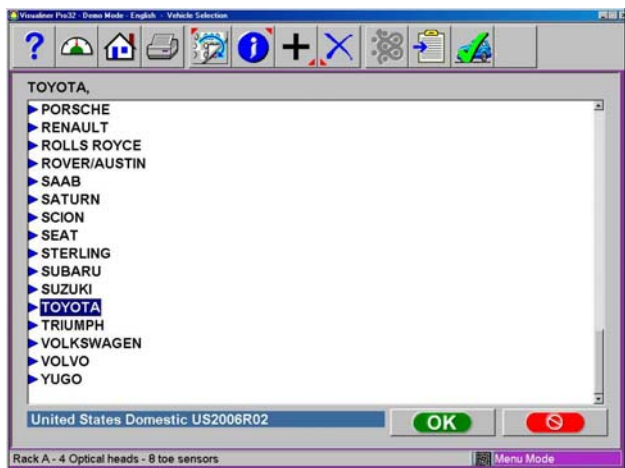 Visualiner Pro32 - Demo Mode - English - Vehicle Selection
TOYOTA,
PORSCHE
RENAULT
ROLLS ROYCE
ROVER/AUSTIN
SAAB
SATURN
SCION
SEAT
STERLING
SUBARU
SUZUKI
TOYOTA
TRIUMPH
VOLKSWAGEN
VOLVO
YUGO
United States Domestic US2006R02
OK
Rack A - 4 Optical heads - 8 toe sensors
Menu Mode